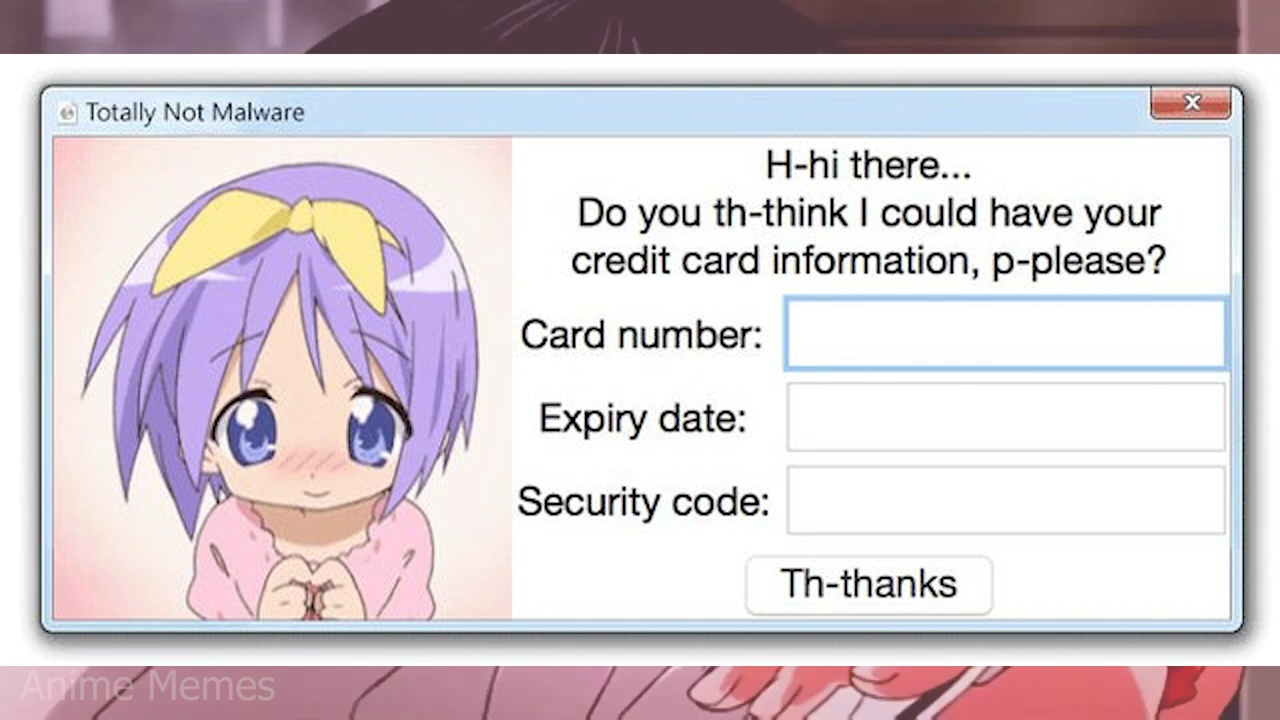 Totally Not Malware
H-hi there...
Do you th-think I could have your
credit card information, p-please?
Card number:
Expiry date:
Security code:
Th-thanks
Anime Memes